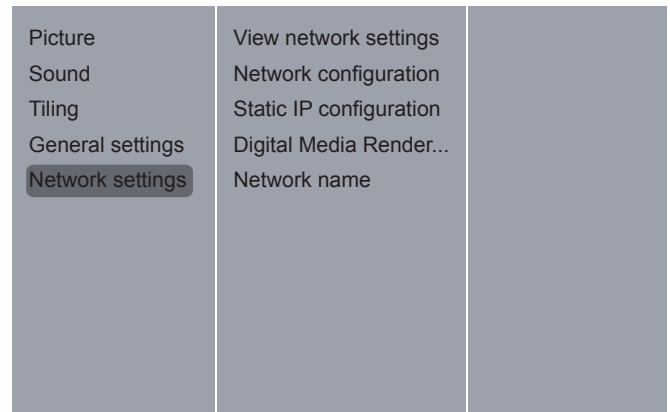 Picture
Sound
Tiling
General settings
Network settings
View network settings
Network configuration
Static IP configuration
Digital Media Render...
Network name